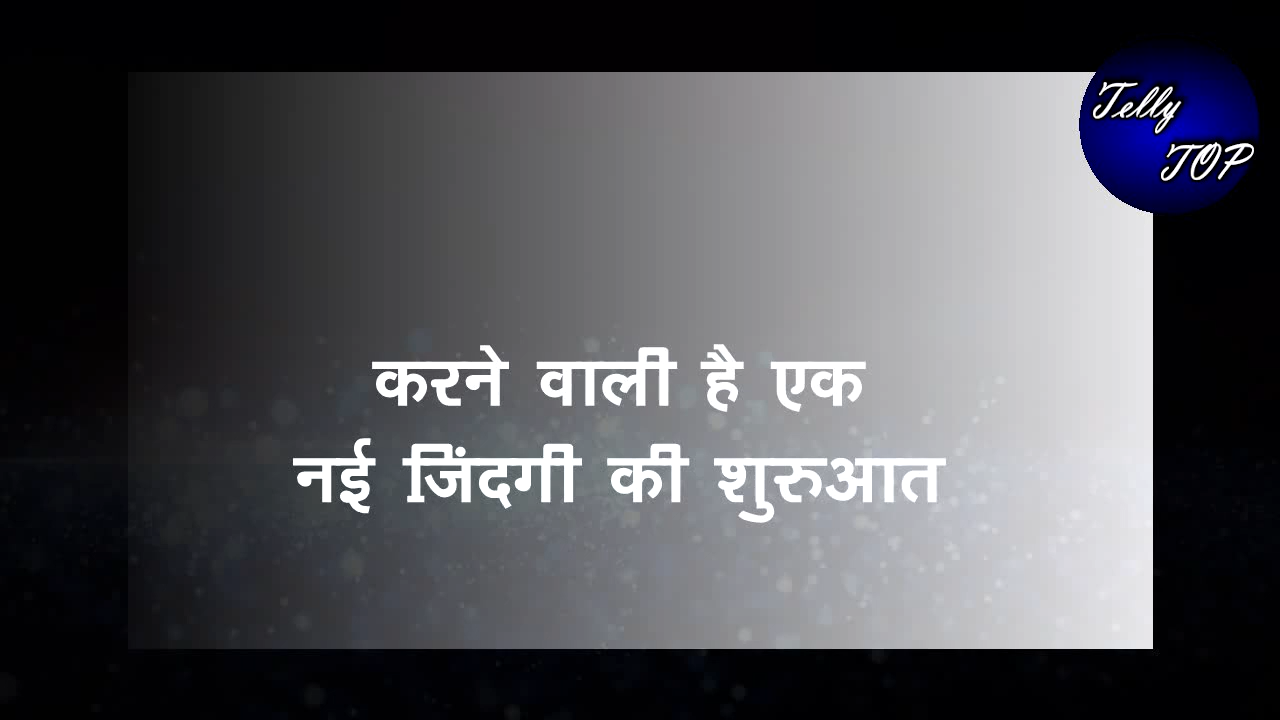 Telly
TOP
करने वाली है एक
नई जिंदगी की शुरुआत